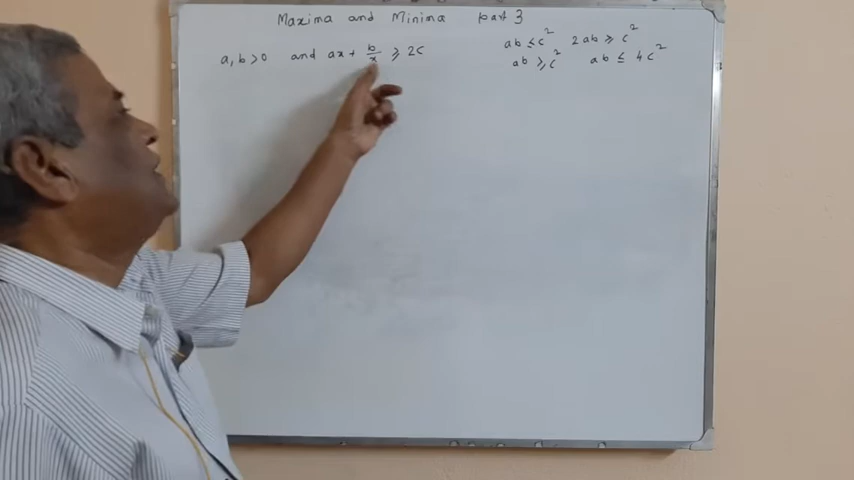 Maxima and Minima part 3
a, b > 0 and ax + b/x ≥ 2c
ab ≤ c² 2ab ≥ c²
ab ≥ c² ab ≤ 4c²